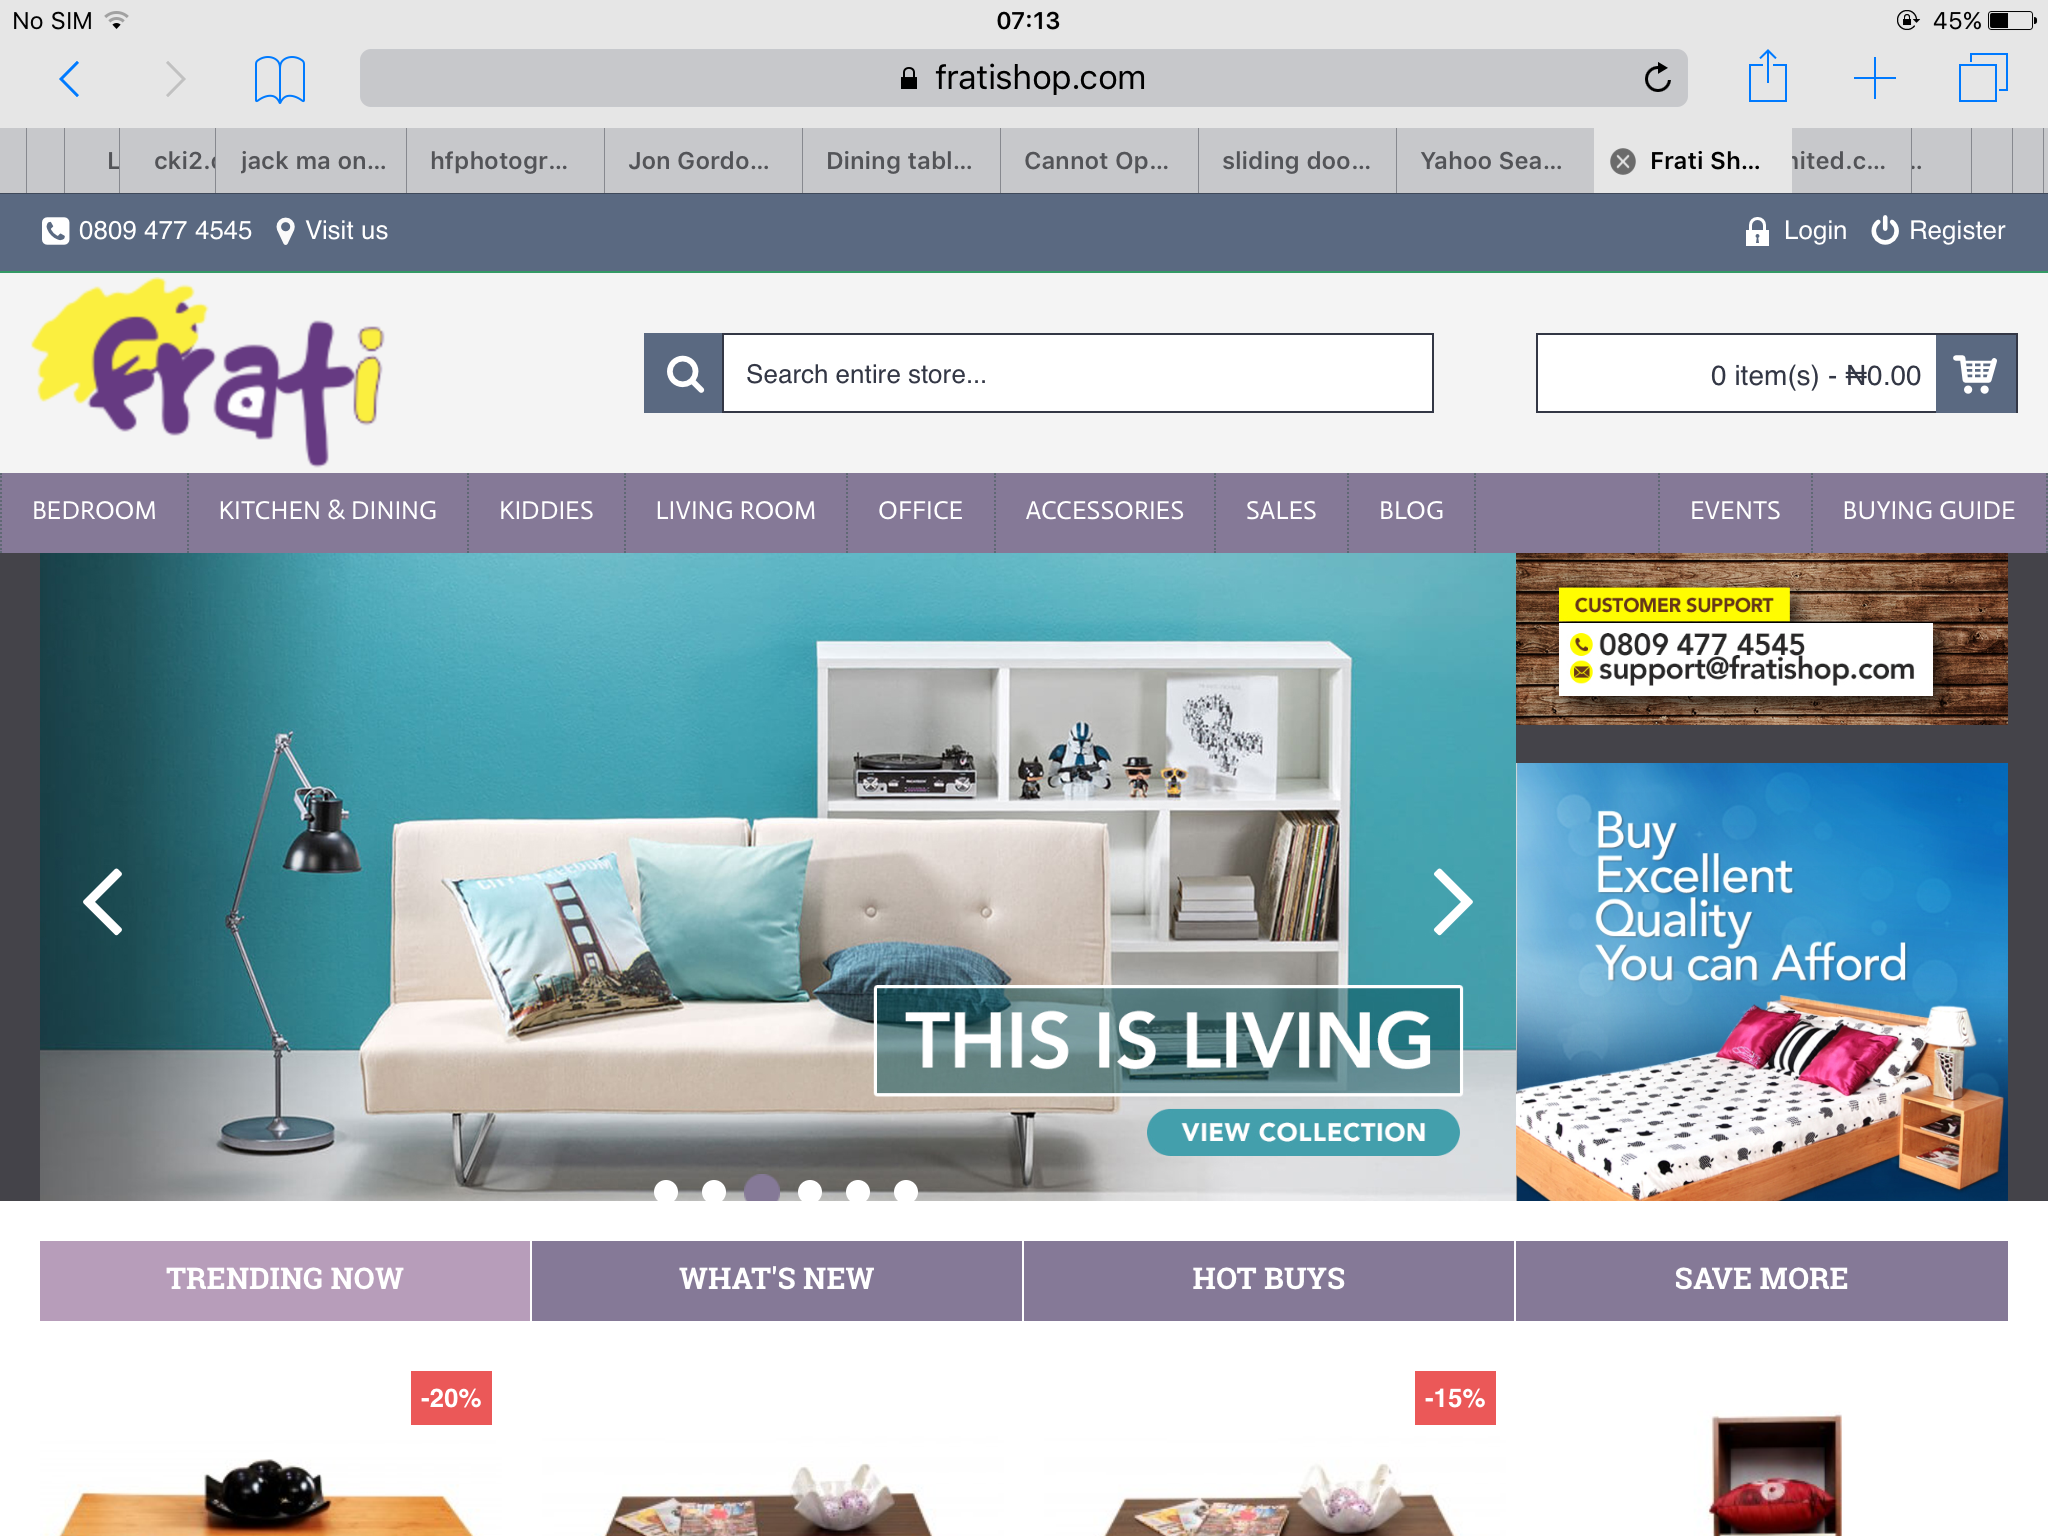 No SIM 07:13 45%
fratishop.com
L cki2. jack ma on... hfphotogr... Jon Gordo... Dining tabl... Cannot Op... sliding doo... Yahoo Sea... Frati Sh... nited.c... ..
0809 477 4545 Visit us Login Register
frati
Search entire store...
0 item(s) - ₦0.00
BEDROOM KITCHEN & DINING KIDDIES LIVING ROOM OFFICE ACCESSORIES SALES BLOG EVENTS BUYING GUIDE
CUSTOMER SUPPORT
0809 477 4545
support@fratishop.com
THIS IS LIVING
VIEW COLLECTION
Buy
Excellent
Quality
You can Afford
TRENDING NOW WHAT'S NEW HOT BUYS SAVE MORE
-20% -15%